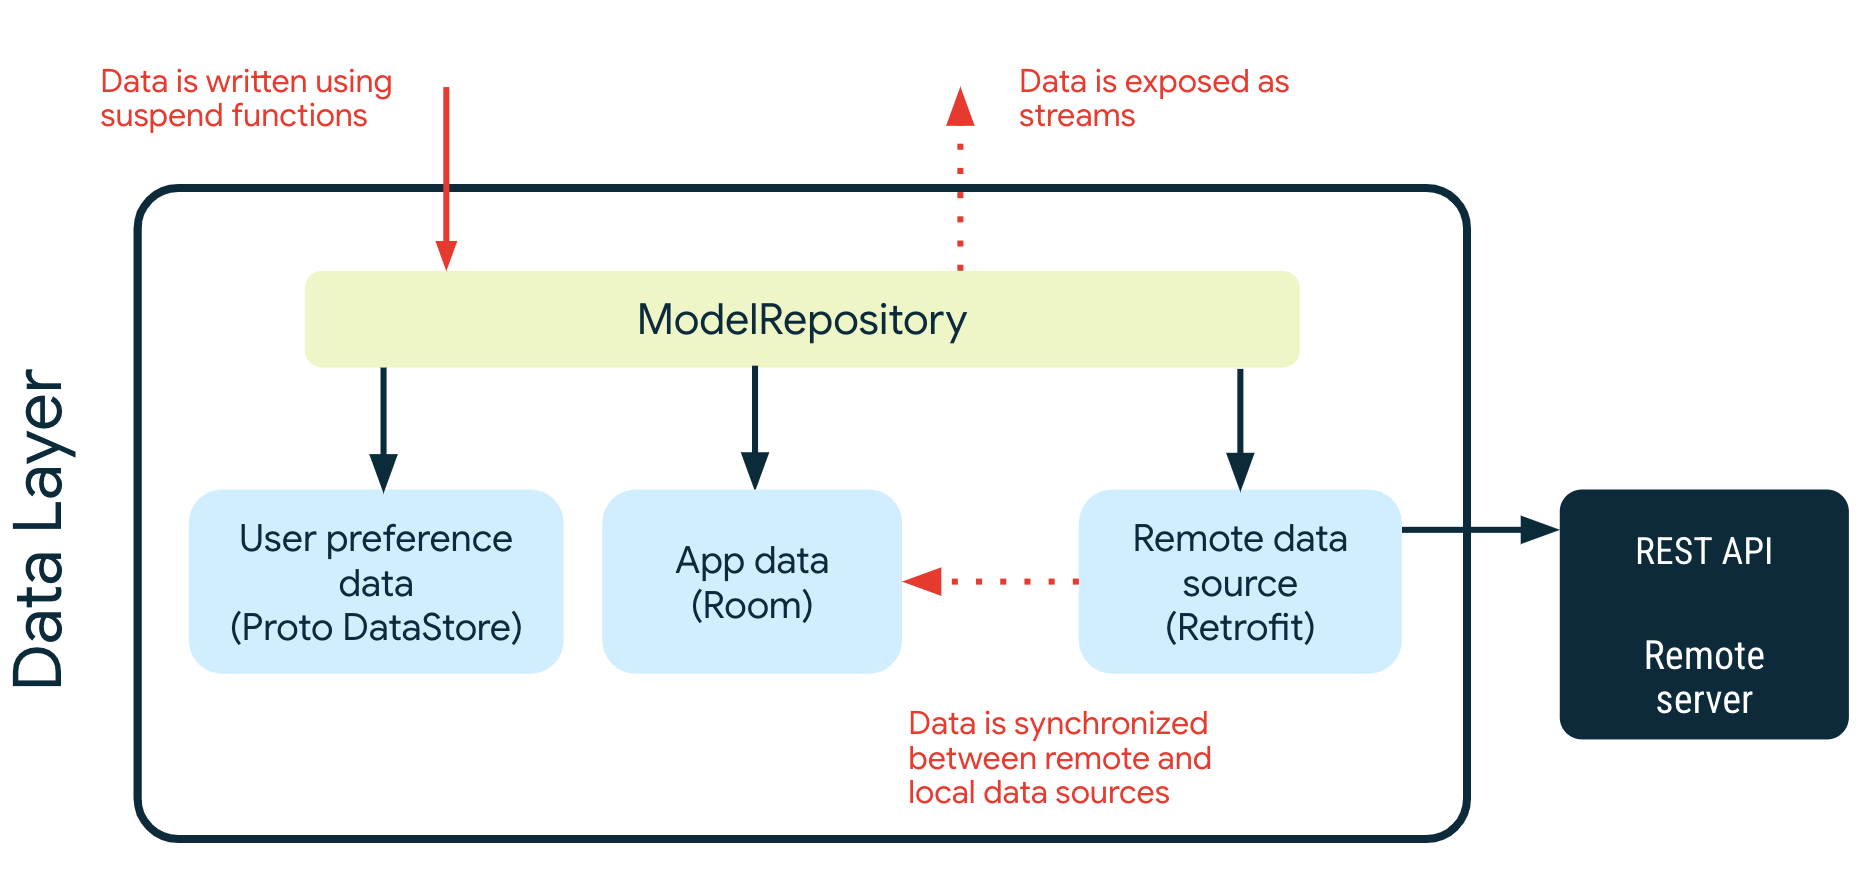 Data is written using
suspend functions
Data is exposed as
streams
ModelRepository
Data Layer
User preference
data
(Proto DataStore)
App data
(Room)
Remote data
source
(Retrofit)
REST API
Remote
server
Data is synchronized
between remote and
local data sources